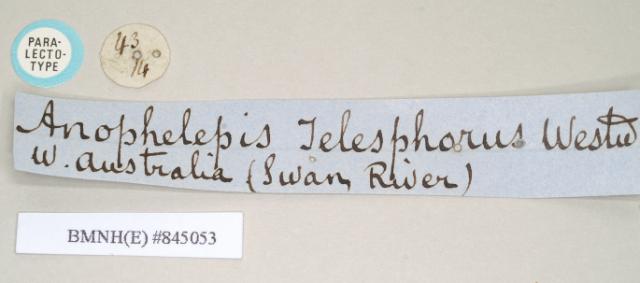 PARA-
LECTO-
TYPE
43
14
Anophelepis Telesphorus Westw
W. Australia (Swan River)
BMNH(E) #845053